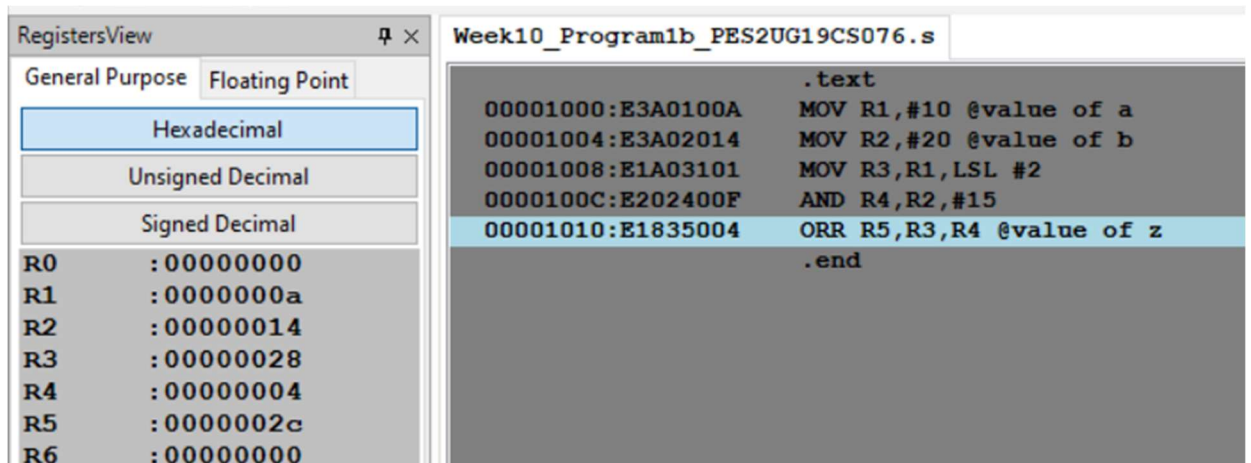 RegistersView
General Purpose Floating Point
Hexadecimal
Unsigned Decimal
Signed Decimal
R0 :00000000
R1 :0000000a
R2 :00000014
R3 :00000028
R4 :00000004
R5 :0000002c
R6 :00000000
Week10_Program1b_PES2UG19CS076.s
.text
00001000:E3A0100A MOV R1,#10 @value of a
00001004:E3A02014 MOV R2,#20 @value of b
00001008:E1A03101 MOV R3,R1,LSL #2
0000100C:E202400F AND R4,R2,#15
00001010:E1835004 ORR R5,R3,R4 @value of z
.end